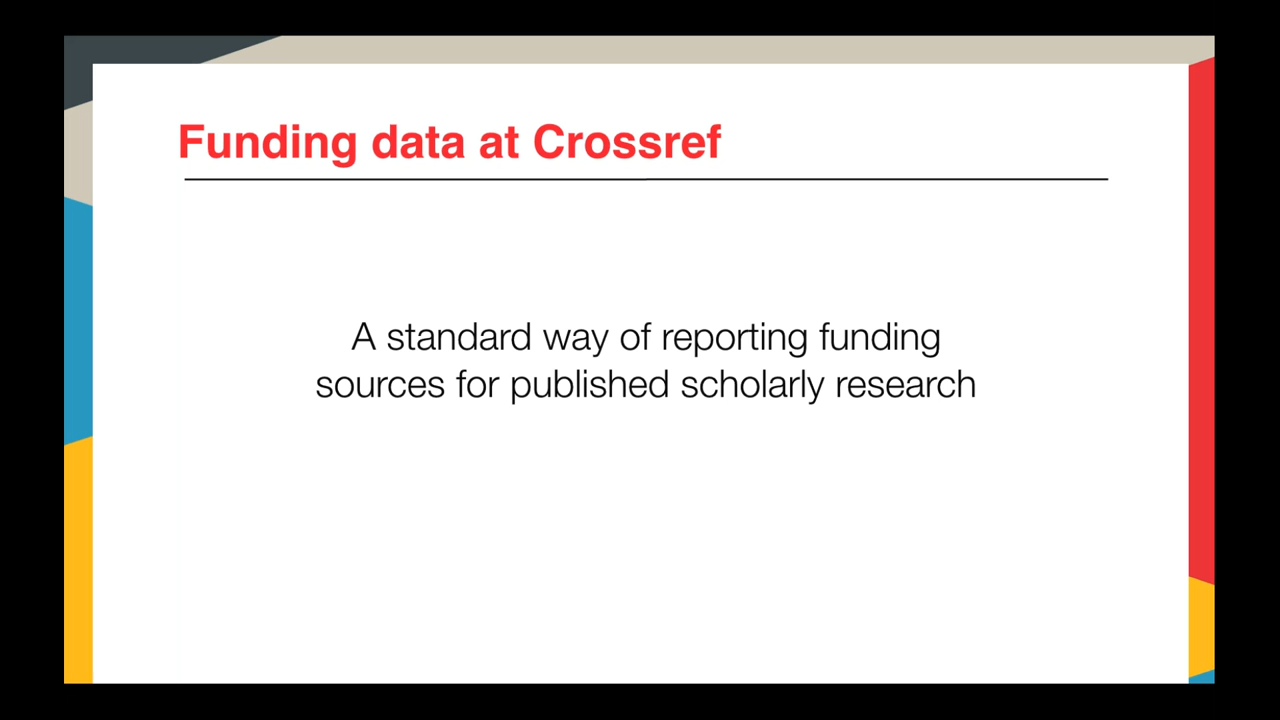 Funding data at Crossref
A standard way of reporting funding
sources for published scholarly research